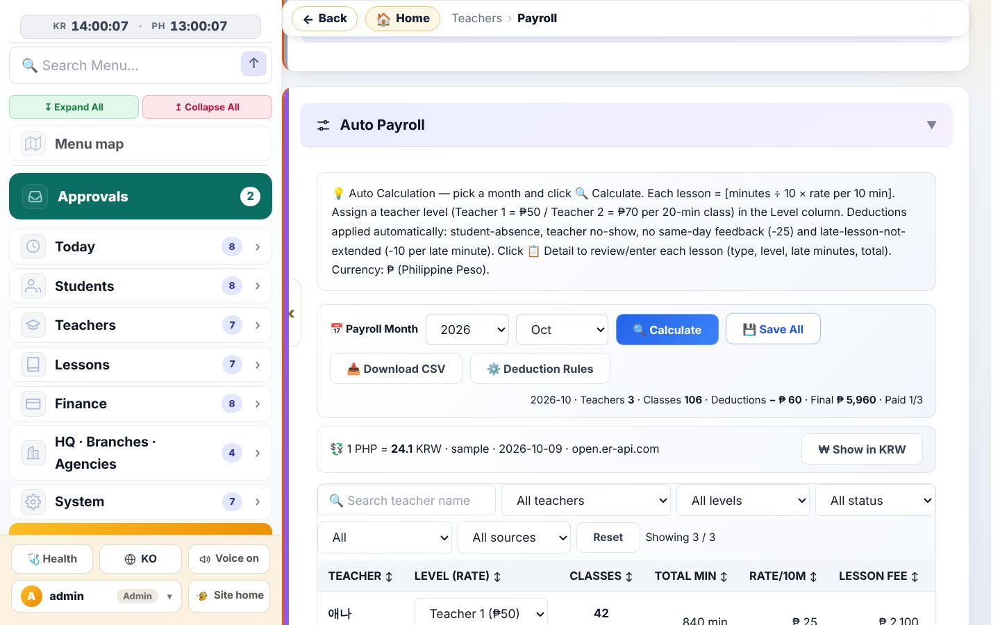 KR 14:00:07 • PH 13:00:07
Search Menu...
↧ Expand All
↥ Collapse All
Menu map
Approvals 2
Today 8 ›
Students 8 ›
Teachers 7 ›
Lessons 7 ›
Finance 8 ›
HQ · Branches ·
Agencies 4 ›
System 7 ›
Health
KO
Voice on
A admin Admin ▾
Site home
← Back
Home
Teachers › Payroll
Auto Payroll ▼
💡 Auto Calculation — pick a month and click 🔍 Calculate. Each lesson = [minutes ÷ 10 × rate per 10 min].
Assign a teacher level (Teacher 1 = ₱50 / Teacher 2 = ₱70 per 20-min class) in the Level column. Deductions
applied automatically: student-absence, teacher no-show, no same-day feedback (-25) and late-lesson-not-
extended (-10 per late minute). Click 📋 Detail to review/enter each lesson (type, level, late minutes, total).
Currency: ₱ (Philippine Peso).
📅 Payroll Month 2026 Oct 🔍 Calculate 💾 Save All
📥 Download CSV ⚙️ Deduction Rules
2026-10 · Teachers 3 · Classes 106 · Deductions − ₱ 60 · Final ₱ 5,960 · Paid 1/3
💱 1 PHP = 24.1 KRW · sample · 2026-10-09 · open.er-api.com
₩ Show in KRW
🔍 Search teacher name All teachers All levels All status
All All sources Reset Showing 3 / 3
TEACHER ↕ LEVEL (RATE) ↕ CLASSES ↕ TOTAL MIN ↕ RATE/10M ↕ LESSON FEE ↕
애나 Teacher 1 (₱50) 42 840 min ₱ 25 ₱ 2,100